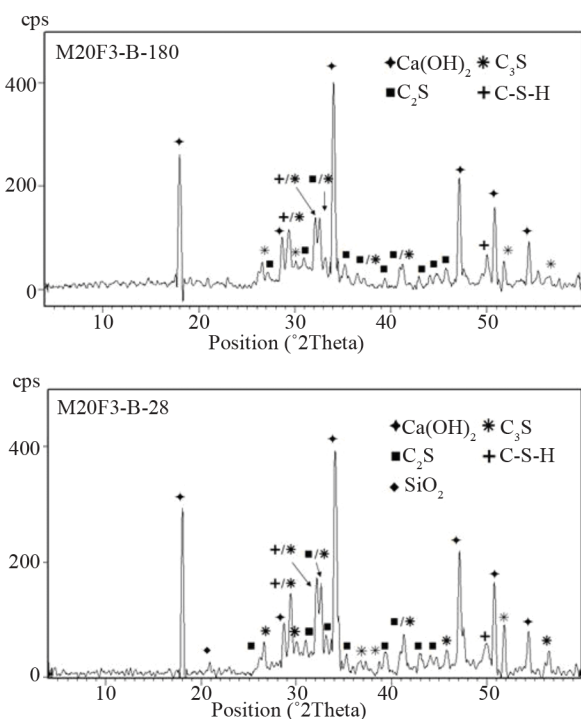 cps
M20F3-B-180
✦Ca(OH)₂ ✳ C₃S
■C₂S ✚C-S-H
400
✚/✳ ■/✳
200
✚/✳
■/✳ ■/✳
0
10 20 30 40 50
Position (°2Theta)
cps
M20F3-B-28
✦Ca(OH)₂ ✳ C₃S
■ C₂S ✚C-S-H
◆ SiO₂
400
✚/✳ ■/✳
200
✚/✳
■/✳
0
10 20 30 40 50
Position (°2Theta)